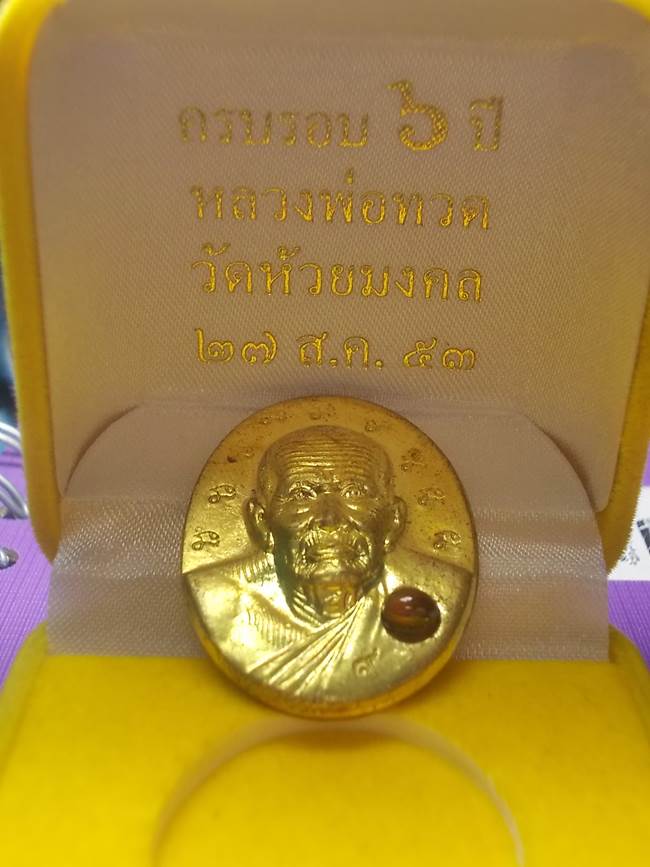 ครบรอบ ๖ ปี
หลวงพ่อทวด
วัดห้วยมงคล
๒๗ ส.ค. ๕๓